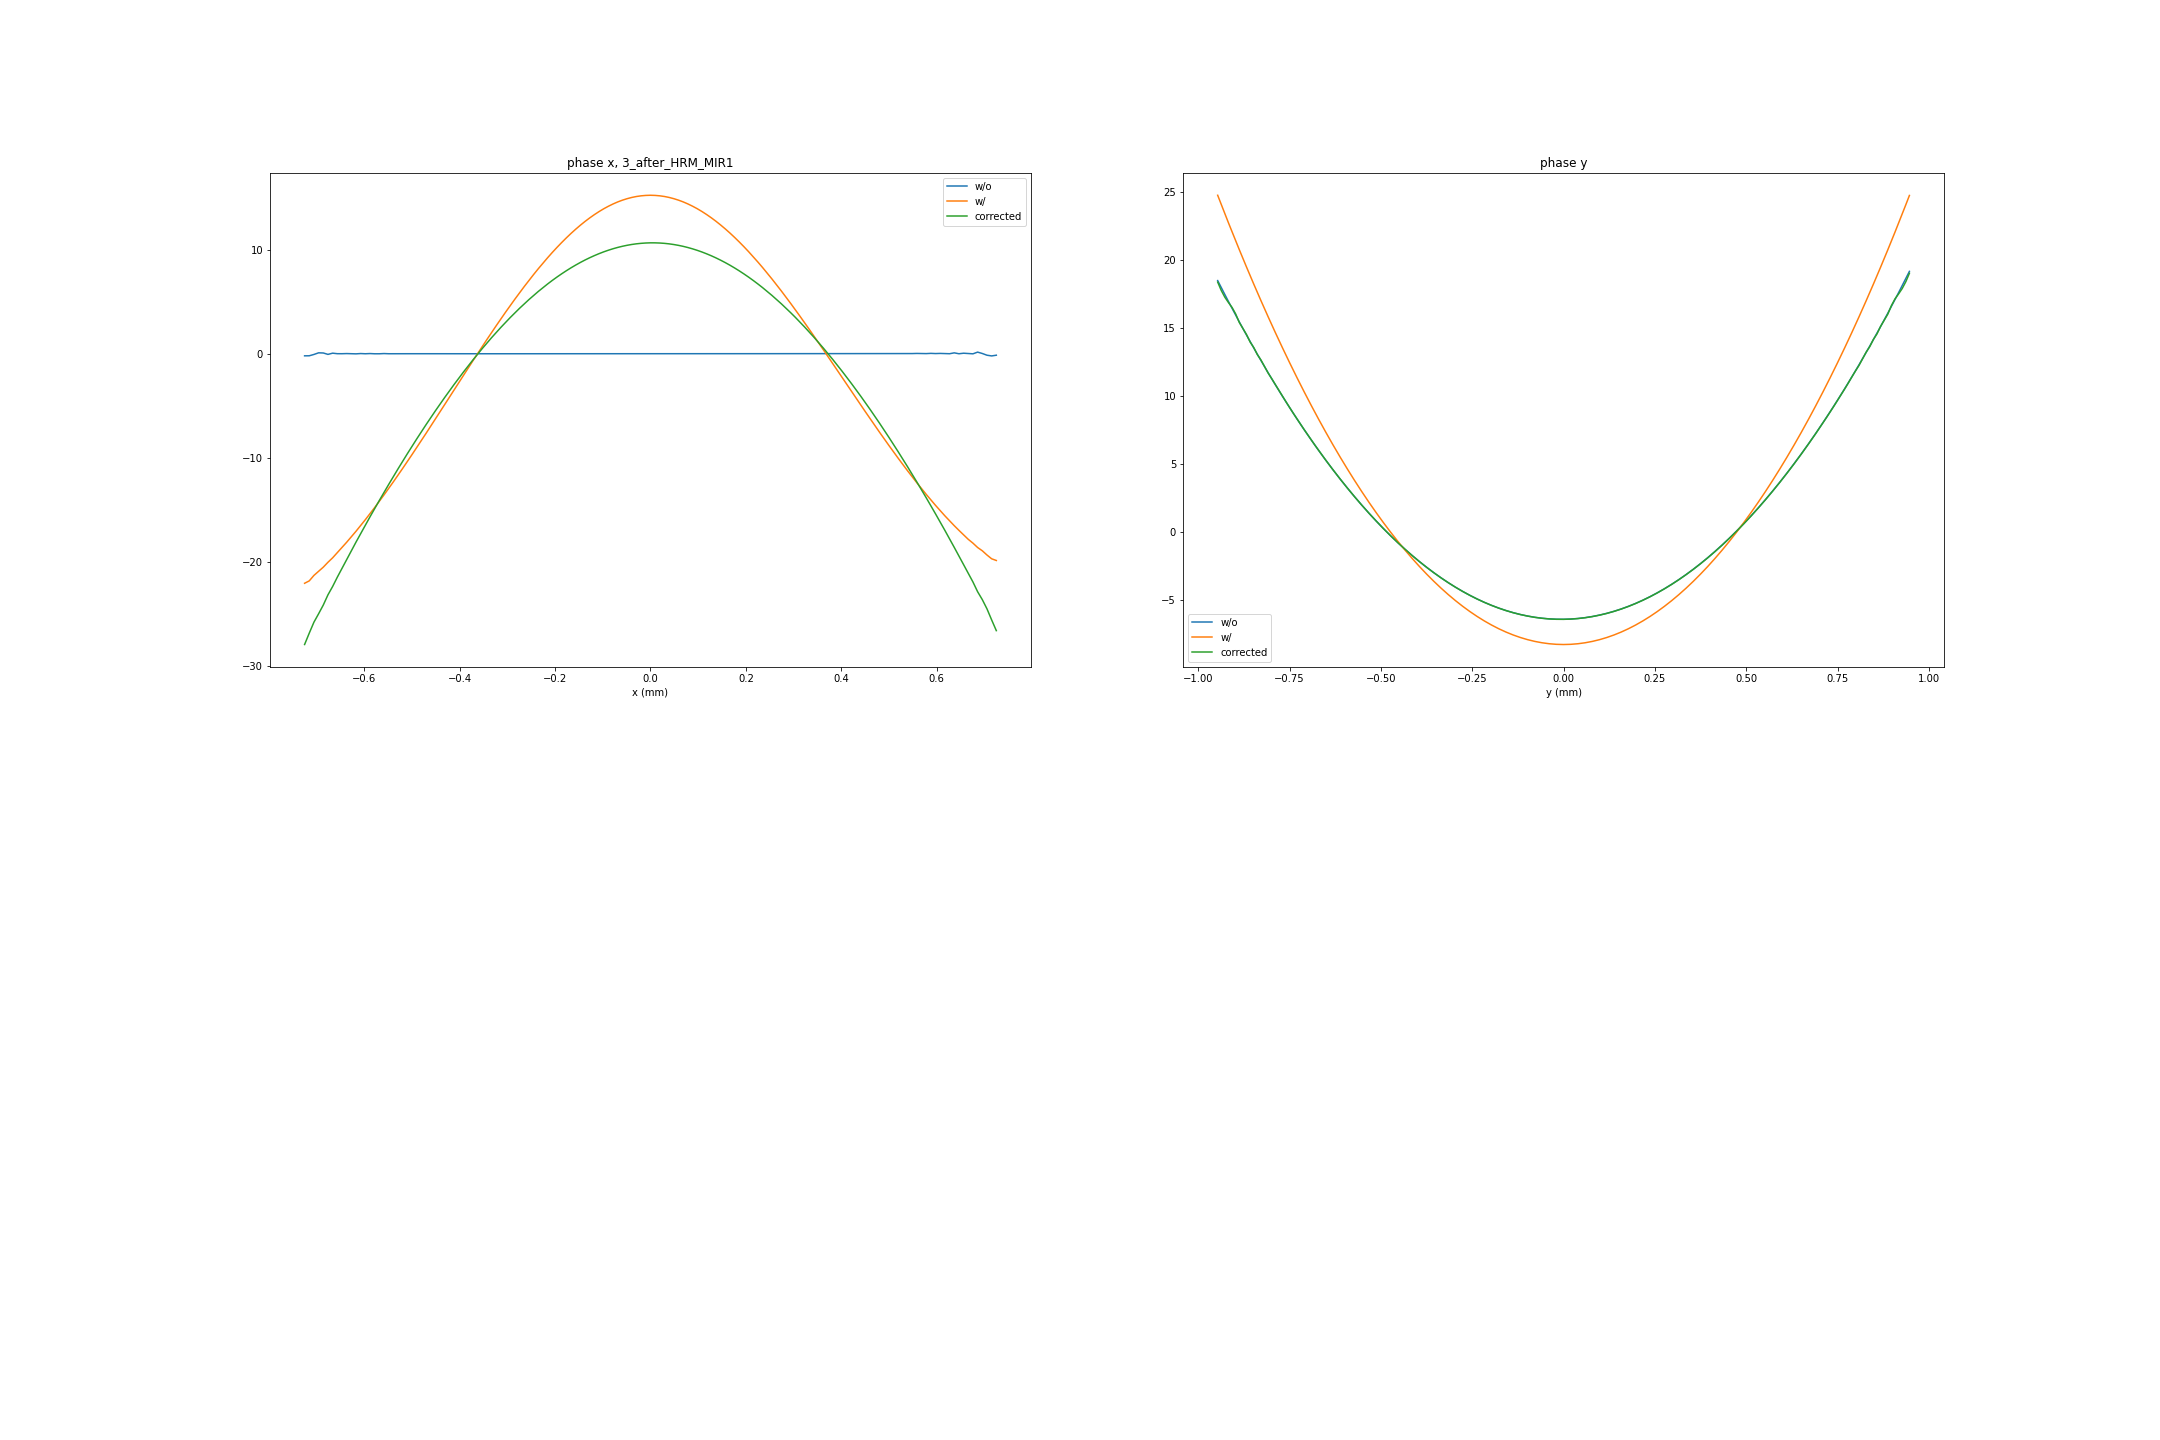 phase x, 3_after_HRM_MIR1
w/o
w/
corrected
10
0
−10
−20
−30
−0.6 −0.4 −0.2 0.0 0.2 0.4 0.6
x (mm)
phase y
25
20
15
10
5
0
−5
w/o
w/
corrected
−1.00 −0.75 −0.50 −0.25 0.00 0.25 0.50 0.75 1.00
y (mm)